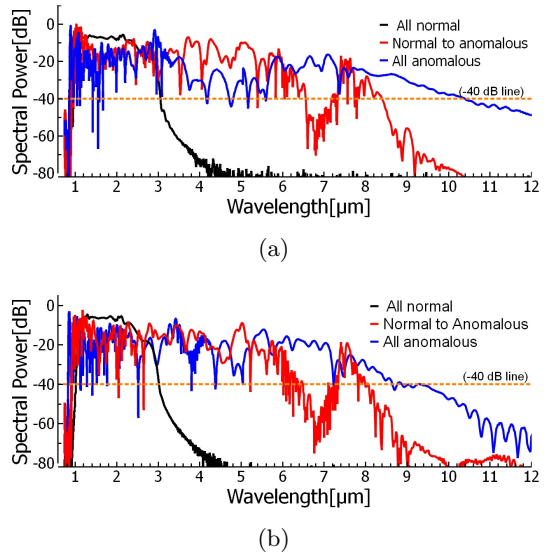 Spectral Power[dB]
0
-20
-40
-60
-80
All normal
Normal to anomalous
All anomalous
(-40 dB line)
1 2 3 4 5 6 7 8 9 10 11 12
Wavelength[µm]
(a)
Spectral Power[dB]
0
-20
-40
-60
-80
All normal
Normal to Anomalous
All anomalous
(-40 dB line)
1 2 3 4 5 6 7 8 9 10 11 12
Wavelength[µm]
(b)